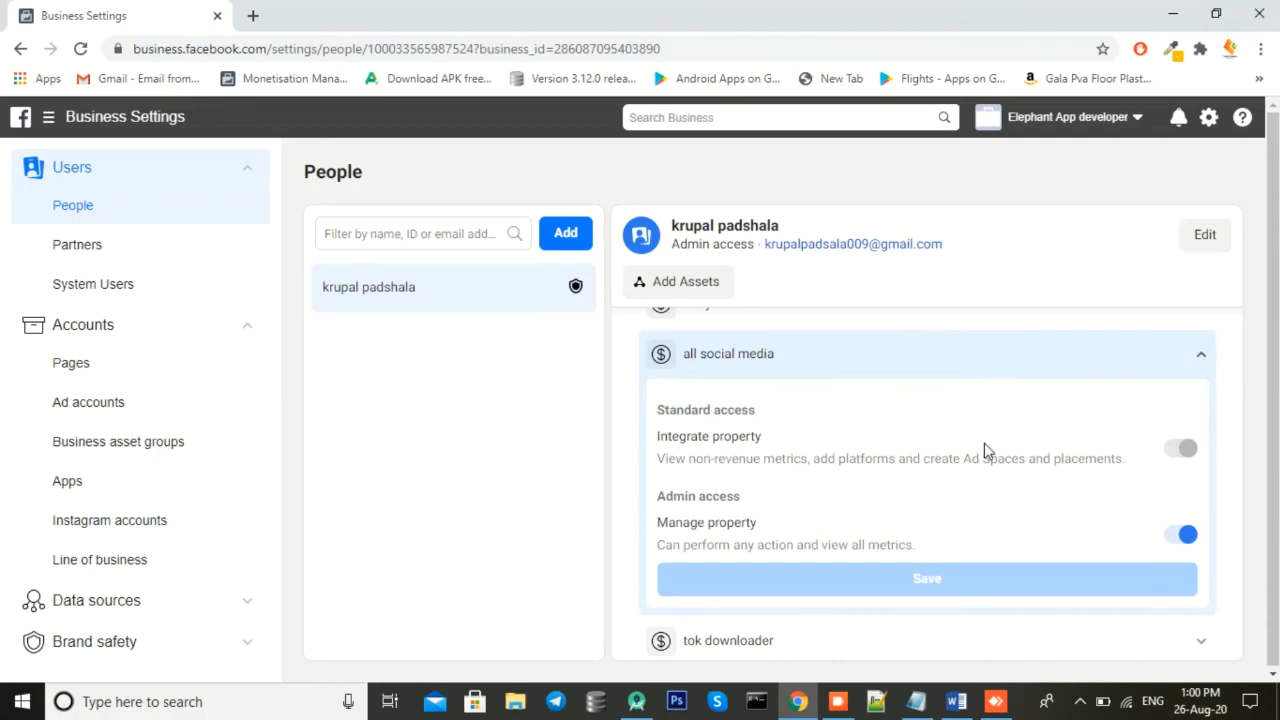 Business Settings
business.facebook.com/settings/people/100033565987524?business_id=286087095403890
Apps
Gmail - Email from...
Monetisation Mana...
Download APK free...
Version 3.12.0 relea...
Android Apps on G...
New Tab
Flights - Apps on G...
Gala Pva Floor Plast...
»
Business Settings
Search Business
Elephant App developer
Users
People
Partners
System Users
Accounts
Pages
Ad accounts
Business asset groups
Apps
Instagram accounts
Line of business
Data sources
Brand safety
People
Filter by name, ID or email add...
Add
krupal padshala
krupal padshala
Admin access · krupalpadsala009@gmail.com
Edit
Add Assets
all social media
Standard access
Integrate property
View non-revenue metrics, add platforms and create Ad Spaces and placements.
Admin access
Manage property
Can perform any action and view all metrics.
Save
tok downloader
Type here to search
ENG
1:00 PM
26-Aug-20